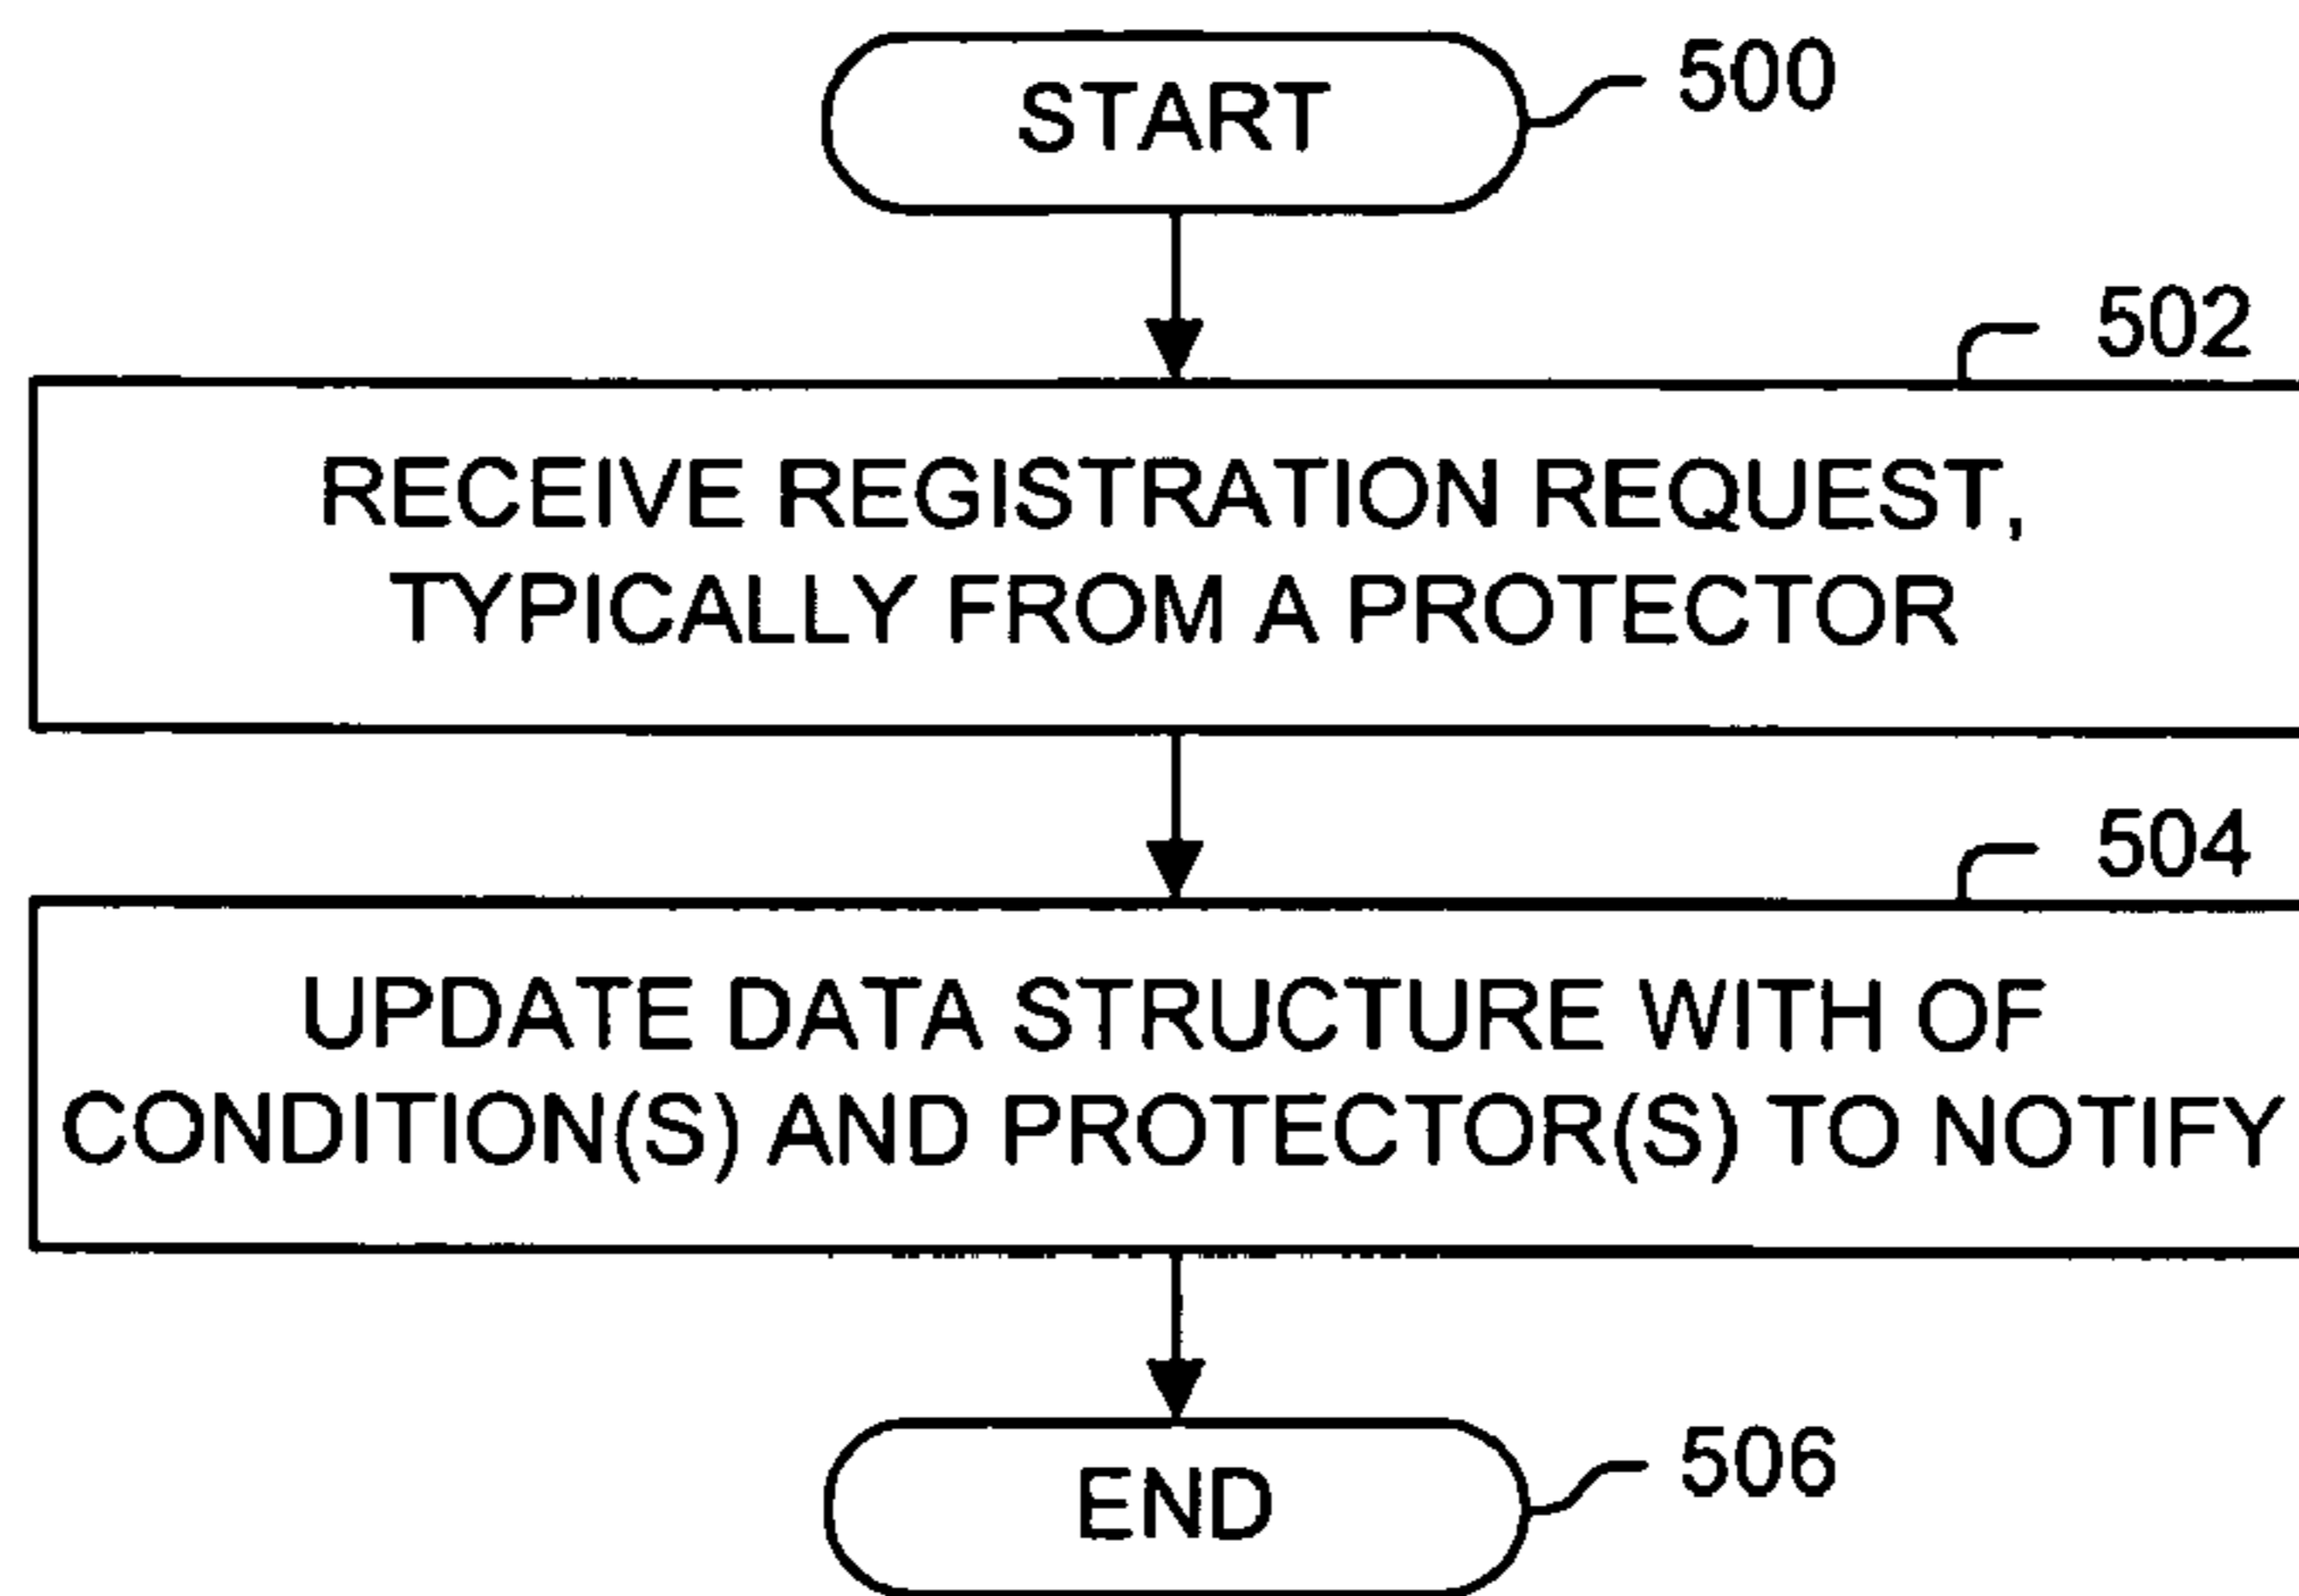 START
500
502
RECEIVE REGISTRATION REQUEST,
TYPICALLY FROM A PROTECTOR
504
UPDATE DATA STRUCTURE WITH OF
CONDITION(S) AND PROTECTOR(S) TO NOTIFY
END
506